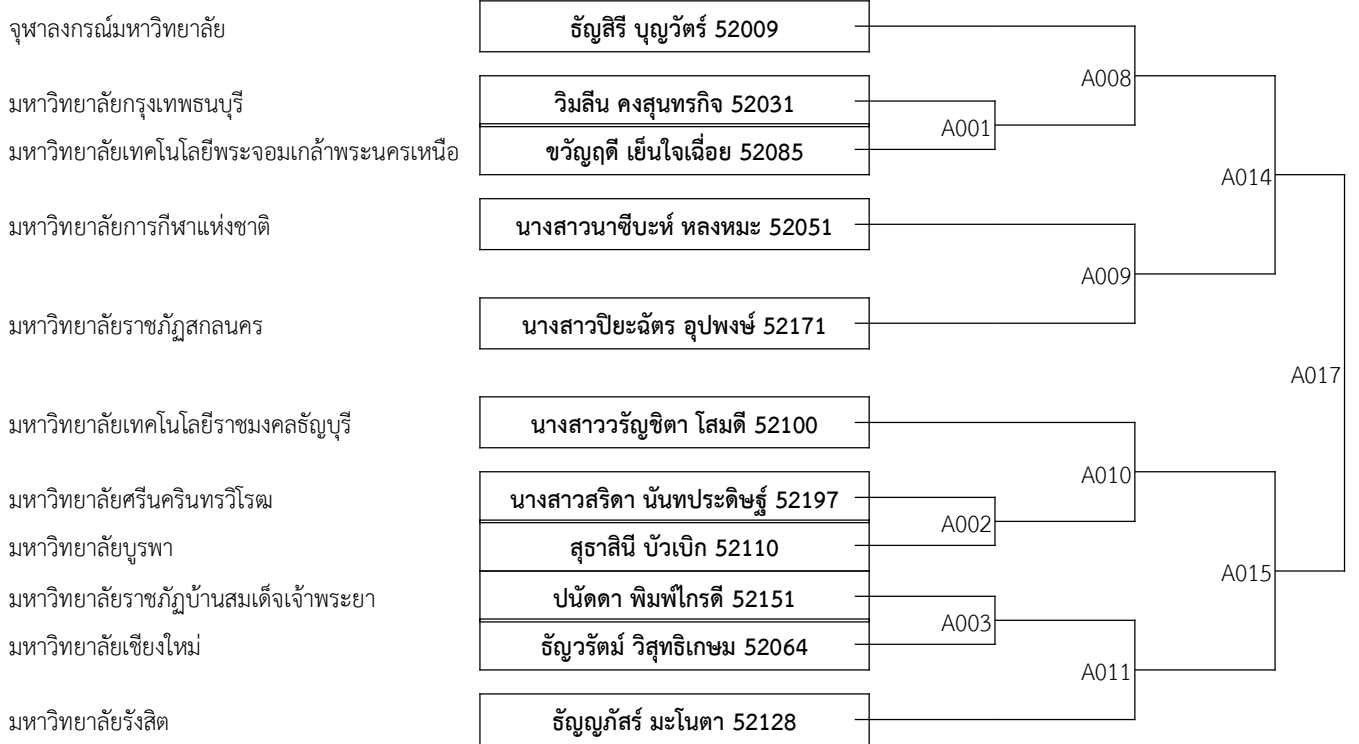 จุฬาลงกรณ์มหาวิทยาลัย ธัญสิรี บุญวัตร์ 52009
A008
มหาวิทยาลัยกรุงเทพธนบุรี วิมลีน คงสุนทรกิจ 52031
A001
มหาวิทยาลัยเทคโนโลยีพระจอมเกล้าพระนครเหนือ ขวัญฤดี เย็นใจเฉื่อย 52085
A014
มหาวิทยาลัยการกีฬาแห่งชาติ นางสาวนาซีบะห์ หลงหมะ 52051
A009
มหาวิทยาลัยราชภัฏสกลนคร นางสาวปิยะฉัตร อุปพงษ์ 52171
A017
มหาวิทยาลัยเทคโนโลยีราชมงคลธัญบุรี นางสาววรัญชิตา โสมดี 52100
A010
มหาวิทยาลัยศรีนครินทรวิโรฒ นางสาวสริดา นันทประดิษฐ์ 52197
A002
มหาวิทยาลัยบูรพา สุธาสินี บัวเบิก 52110
A015
มหาวิทยาลัยราชภัฏบ้านสมเด็จเจ้าพระยา ปนัดดา พิมพ์ไกรดี 52151
A003
มหาวิทยาลัยเชียงใหม่ ธัญวรัตม์ วิสุทธิเกษม 52064
A011
มหาวิทยาลัยรังสิต ธัญญภัสร์ มะโนตา 52128